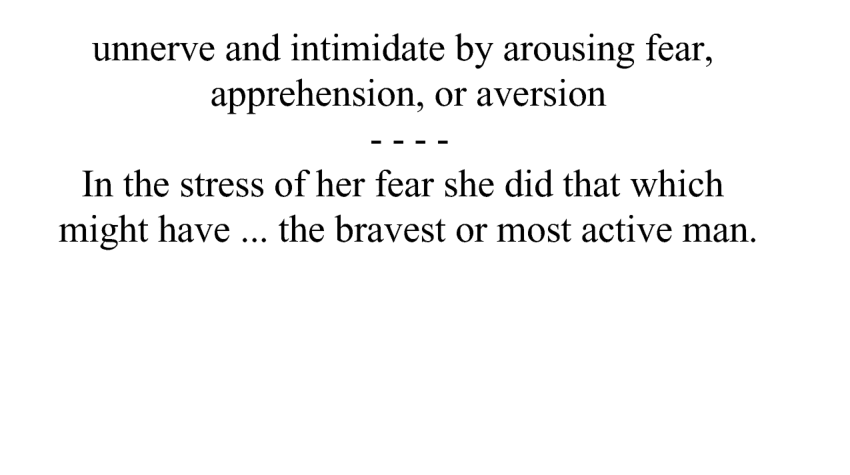 unnerve and intimidate by arousing fear,
apprehension, or aversion
- - - -
In the stress of her fear she did that which
might have ... the bravest or most active man.